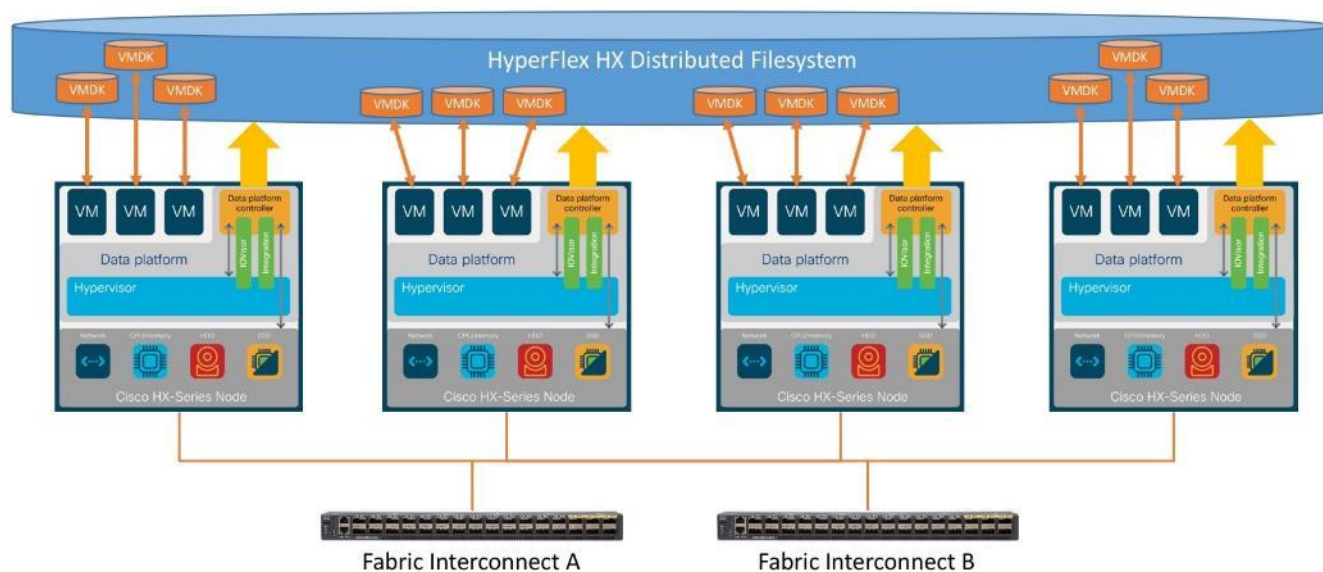 HyperFlex HX Distributed Filesystem
VMDK
VMDK
VMDK
VMDK
VMDK
VMDK
VMDK
VMDK
VMDK
VMDK
VMDK
VMDK
VM VM VM
Data platform
controller
IOVisor
Integration
Data platform
Hypervisor
Network CPU/memory HDD SSD
Cisco HX-Series Node
VM VM VM
Data platform
controller
IOVisor
Integration
Data platform
Hypervisor
Network CPU/memory HDD SSD
Cisco HX-Series Node
VM VM VM
Data platform
controller
IOVisor
Integration
Data platform
Hypervisor
Network CPU/memory HDD SSD
Cisco HX-Series Node
VM VM VM
Data platform
controller
IOVisor
Integration
Data platform
Hypervisor
Network CPU/memory HDD SSD
Cisco HX-Series Node
Fabric Interconnect A
Fabric Interconnect B